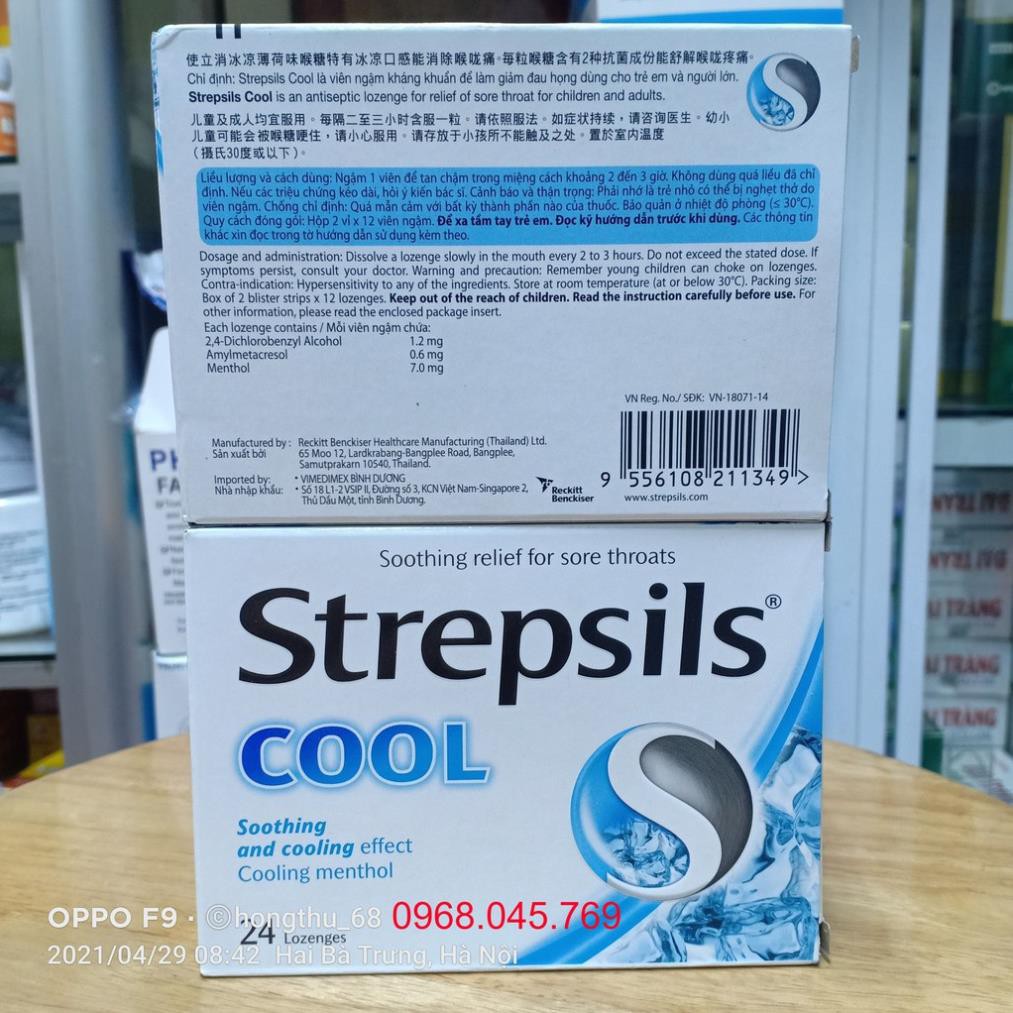 使立消冰凉薄荷味喉糖特有冰凉口感能消除喉咙痛。每粒喉糖含有2种抗菌成份能舒解喉咙疼痛。
Chỉ định: Strepsils Cool là viên ngậm kháng khuẩn để làm giảm đau họng dùng cho trẻ em và người lớn.
Strepsils Cool is an antiseptic lozenge for relief of sore throat for children and adults.
儿童及成人均宜服用。每隔二至三小时含服一粒。请依照服法。如症状持续，请咨询医生。幼小
儿童可能会被喉糖哽住，请小心服用。请存放于小孩所不能触及之处。置於室内温度
（摄氏30度或以下）。
Liều lượng và cách dùng: Ngậm 1 viên để tan chậm trong miệng cách khoảng 2 đến 3 giờ. Không dùng quá liều đã chỉ
định. Nếu các triệu chứng kéo dài, hỏi ý kiến bác sĩ. Cảnh báo và thận trọng: Phải nhớ là trẻ nhỏ có thể bị nghẹt thở do
viên ngậm. Chống chỉ định: Quá mẫn cảm với bất kỳ thành phần nào của thuốc. Bảo quản ở nhiệt độ phòng (≤ 30°C).
Quy cách đóng gói: Hộp 2 vỉ x 12 viên ngậm. Để xa tầm tay trẻ em. Đọc kỹ hướng dẫn trước khi dùng. Các thông tin
khác xin đọc trong tờ hướng dẫn sử dụng kèm theo.
Dosage and administration: Dissolve a lozenge slowly in the mouth every 2 to 3 hours. Do not exceed the stated dose. If
symptoms persist, consult your doctor. Warning and precaution: Remember young children can choke on lozenges.
Contra-indication: Hypersensitivity to any of the ingredients. Store at room temperature (at or below 30°C). Packing size:
Box of 2 blister strips x 12 lozenges. Keep out of the reach of children. Read the instruction carefully before use. For
other information, please read the enclosed package insert.
Each lozenge contains / Mỗi viên ngậm chứa:
2,4-Dichlorobenzyl Alcohol 1.2 mg
Amylmetacresol 0.6 mg
Menthol 7.0 mg
VN Reg. No./ SĐK: VN-18071-14
Manufactured by : Reckitt Benckiser Healthcare Manufacturing (Thailand) Ltd.
Sản xuất bởi 65 Moo 12, Lardkrabang-Bangplee Road, Bangplee,
Samutprakarn 10540, Thailand.
Imported by: • VIMEDIMEX BÌNH DƯƠNG
Nhà nhập khẩu: • Số 18 L1-2 VSIP II, Đường số 3, KCN Việt Nam-Singapore 2,
Thủ Dầu Một, tỉnh Bình Dương.
Reckitt
Benckiser
9 556108 211349 >
www.strepsils.com
Soothing relief for sore throats
Strepsils®
COOL
Soothing
and cooling effect
Cooling menthol
24 Lozenges
OPPO F9 · ©hongthu_68 0968.045.769
2021/04/29 08:42 Hai Bà Trưng, Hà Nội
TRANG
TRÀNG
TRÀNG